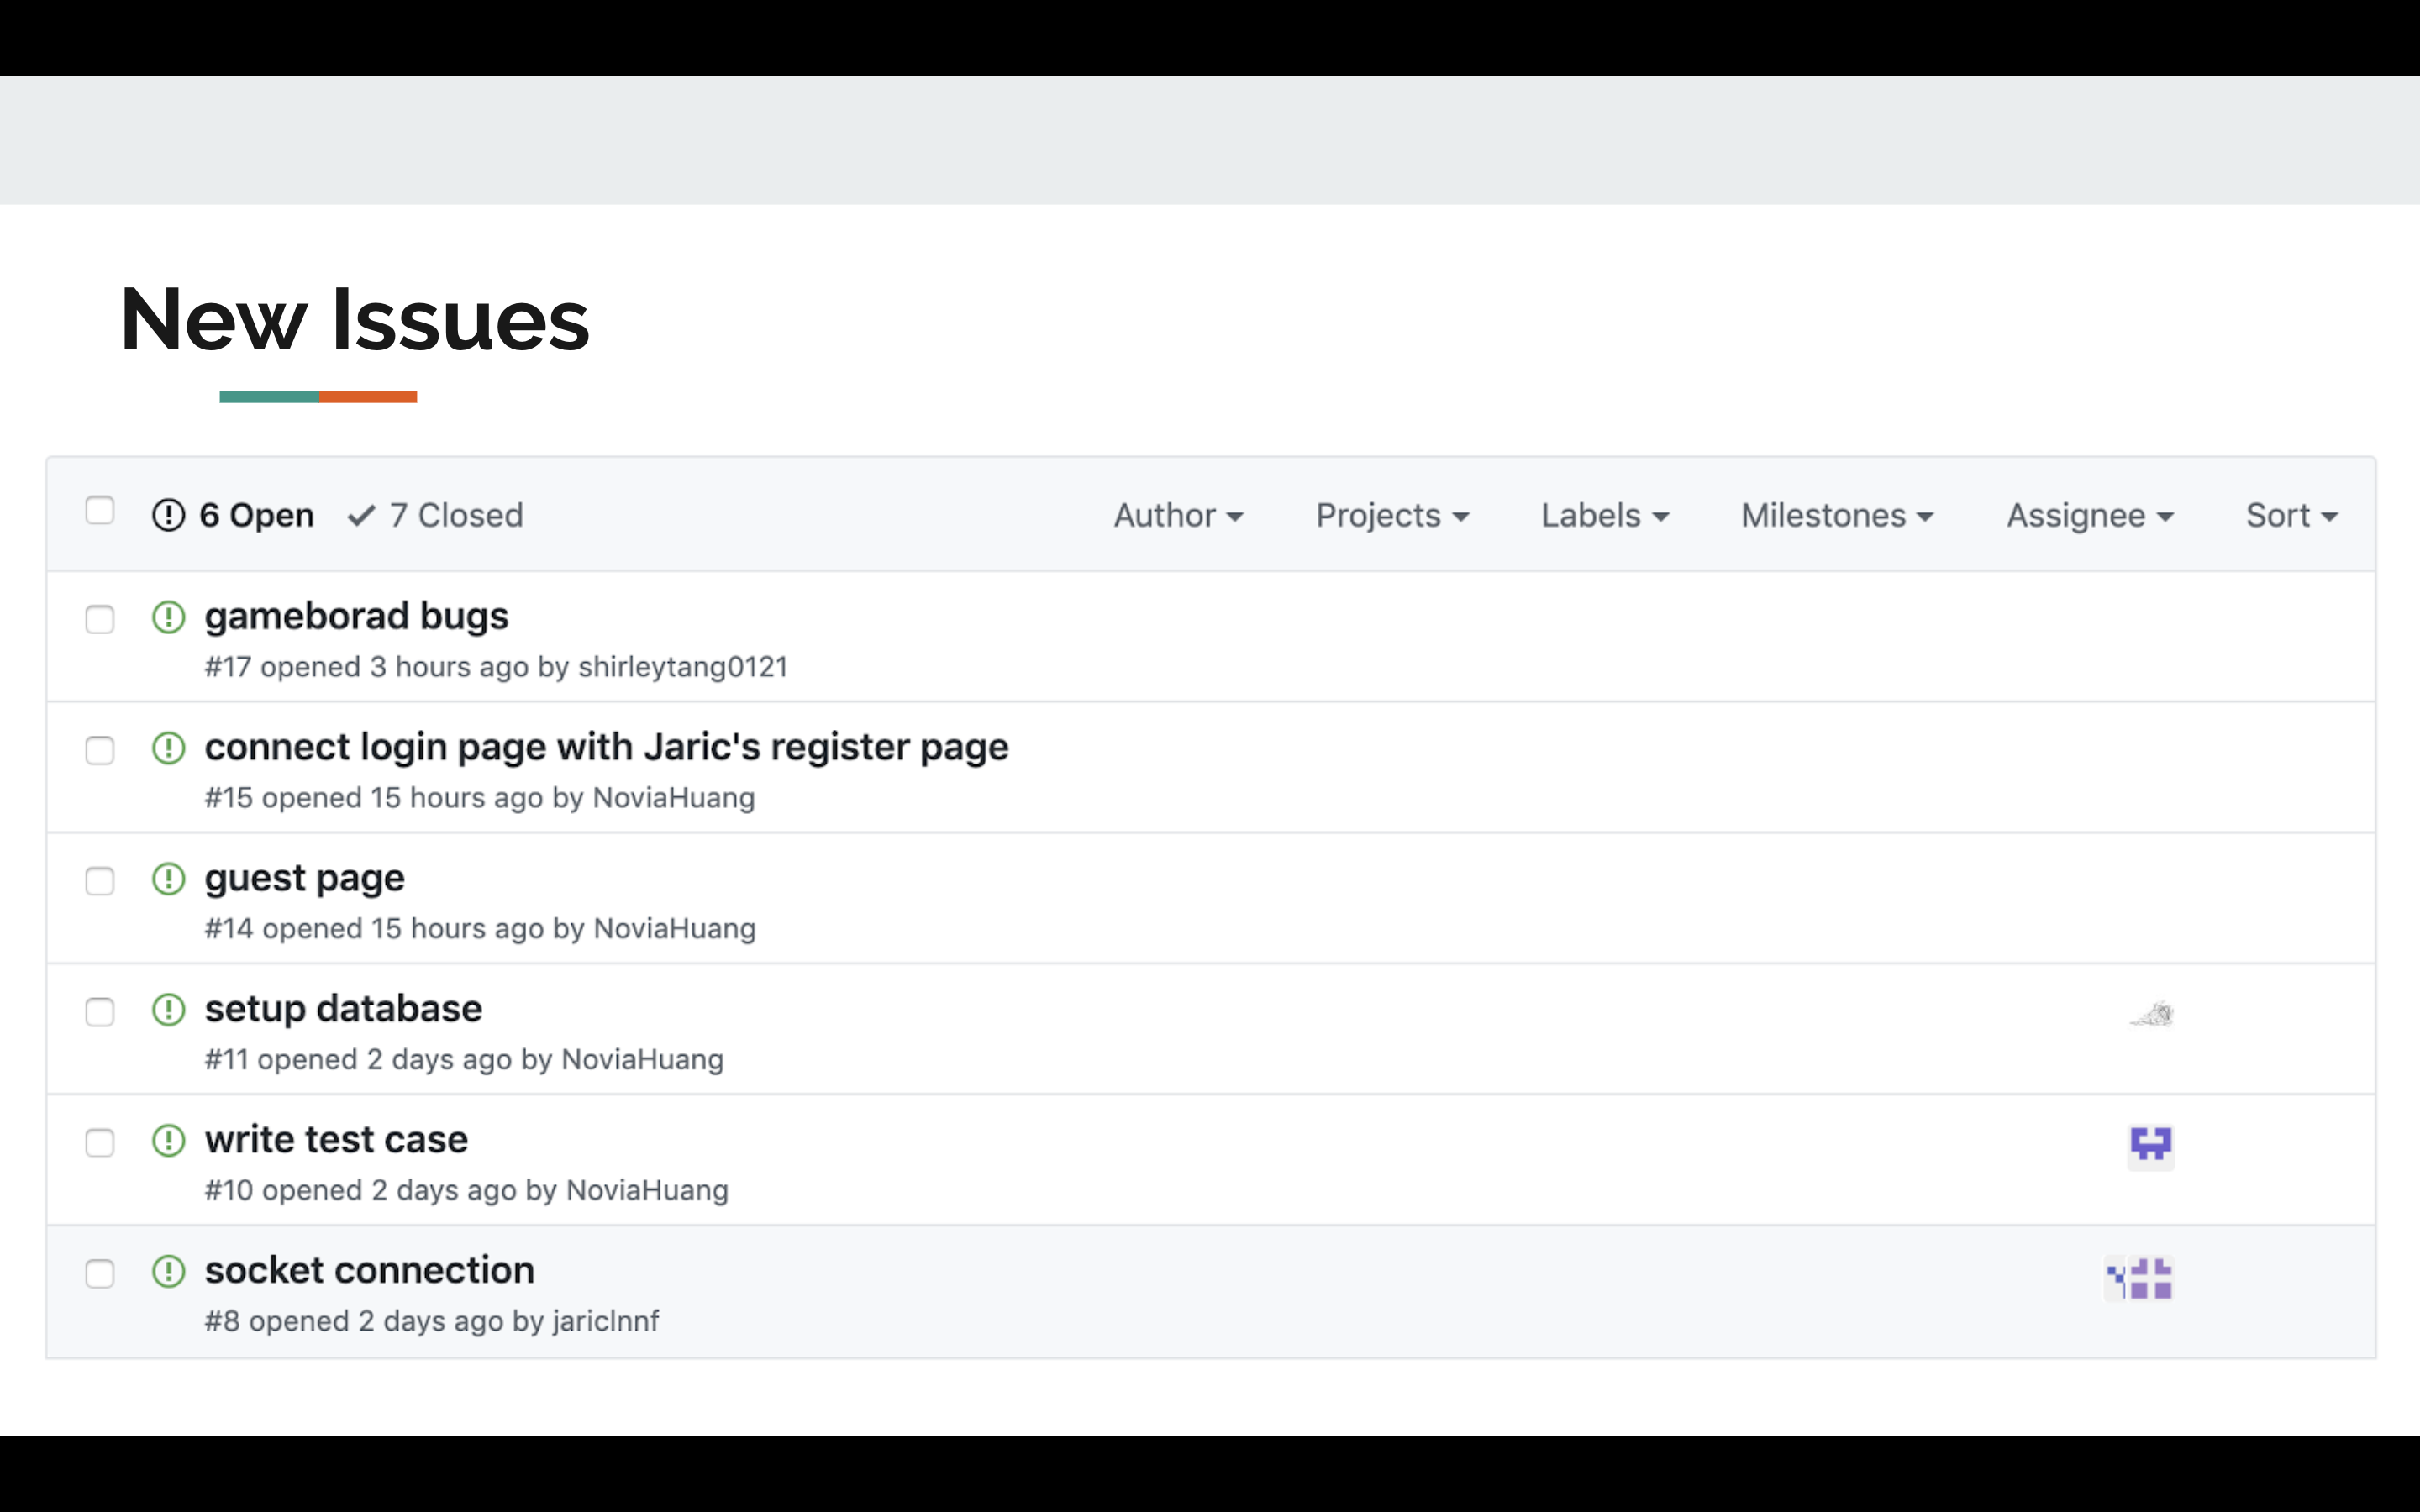 New Issues
6 Open 7 Closed Author Projects Labels Milestones Assignee Sort
gameborad bugs
#17 opened 3 hours ago by shirleytang0121
connect login page with Jaric's register page
#15 opened 15 hours ago by NoviaHuang
guest page
#14 opened 15 hours ago by NoviaHuang
setup database
#11 opened 2 days ago by NoviaHuang
write test case
#10 opened 2 days ago by NoviaHuang
socket connection
#8 opened 2 days ago by jariclnnf